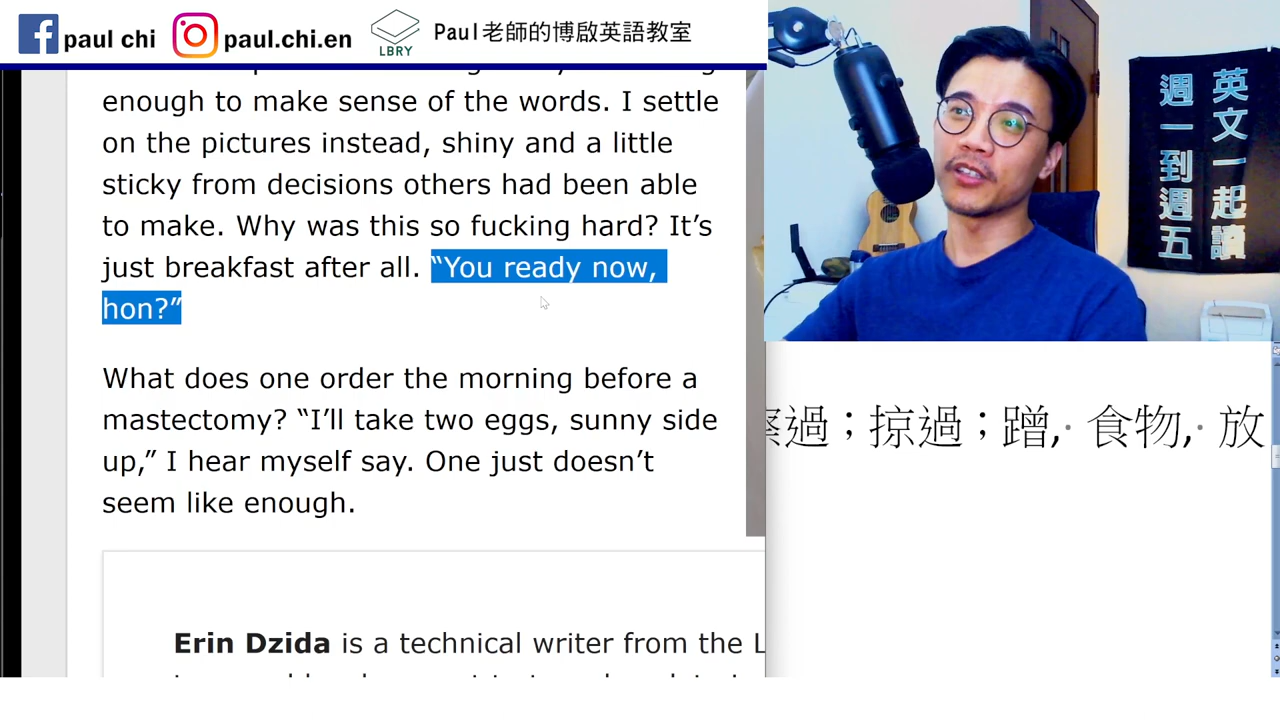 paul chi
paul.chi.en
LBRY
Paul老師的博啟英語教室
enough to make sense of the words. I settle
on the pictures instead, shiny and a little
sticky from decisions others had been able
to make. Why was this so fucking hard? It’s
just breakfast after all. “You ready now,
hon?”
What does one order the morning before a
mastectomy? “I’ll take two eggs, sunny side
up,” I hear myself say. One just doesn’t
seem like enough.
Erin Dzida is a technical writer from the L
英文一起讀
週一到週五
過；掠過；蹭, 食物, 放